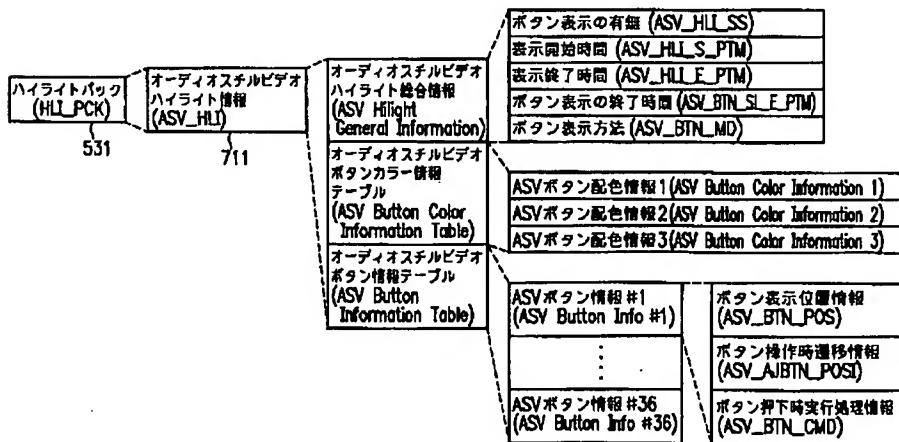 ハイライトパック
(HLI_PCK)
531
オーディオスチルビデオ
ハイライト情報
(ASV_HLI)
711
オーディオスチルビデオ
ハイライト総合情報
(ASV Hilight
General Information)
オーディオスチルビデオ
ボタンカラー情報
テーブル
(ASV Button Color
Information Table)
オーディオスチルビデオ
ボタン情報テーブル
(ASV Button
Information Table)
ボタン表示の有無(ASV_HLI_SS)
表示開始時間(ASV_HLI_S_PTM)
表示終了時間(ASV_HLI_E_PTM)
ボタン表示の終了時間(ASV_BTN_SL_E_PTM)
ボタン表示方法(ASV_BTN_MD)
ASVボタン配色情報1(ASV Button Color Information 1)
ASVボタン配色情報2(ASV Button Color Information 2)
ASVボタン配色情報3(ASV Button Color Information 3)
ASVボタン情報#1
(ASV Button Info #1)
⋮
ASVボタン情報#36
(ASV Button Info #36)
ボタン表示位置情報
(ASV_BTN_POS)
ボタン操作時遷移情報
(ASV_AJBTN_POSI)
ボタン押下時実行処理情報
(ASV_BTN_CMD)